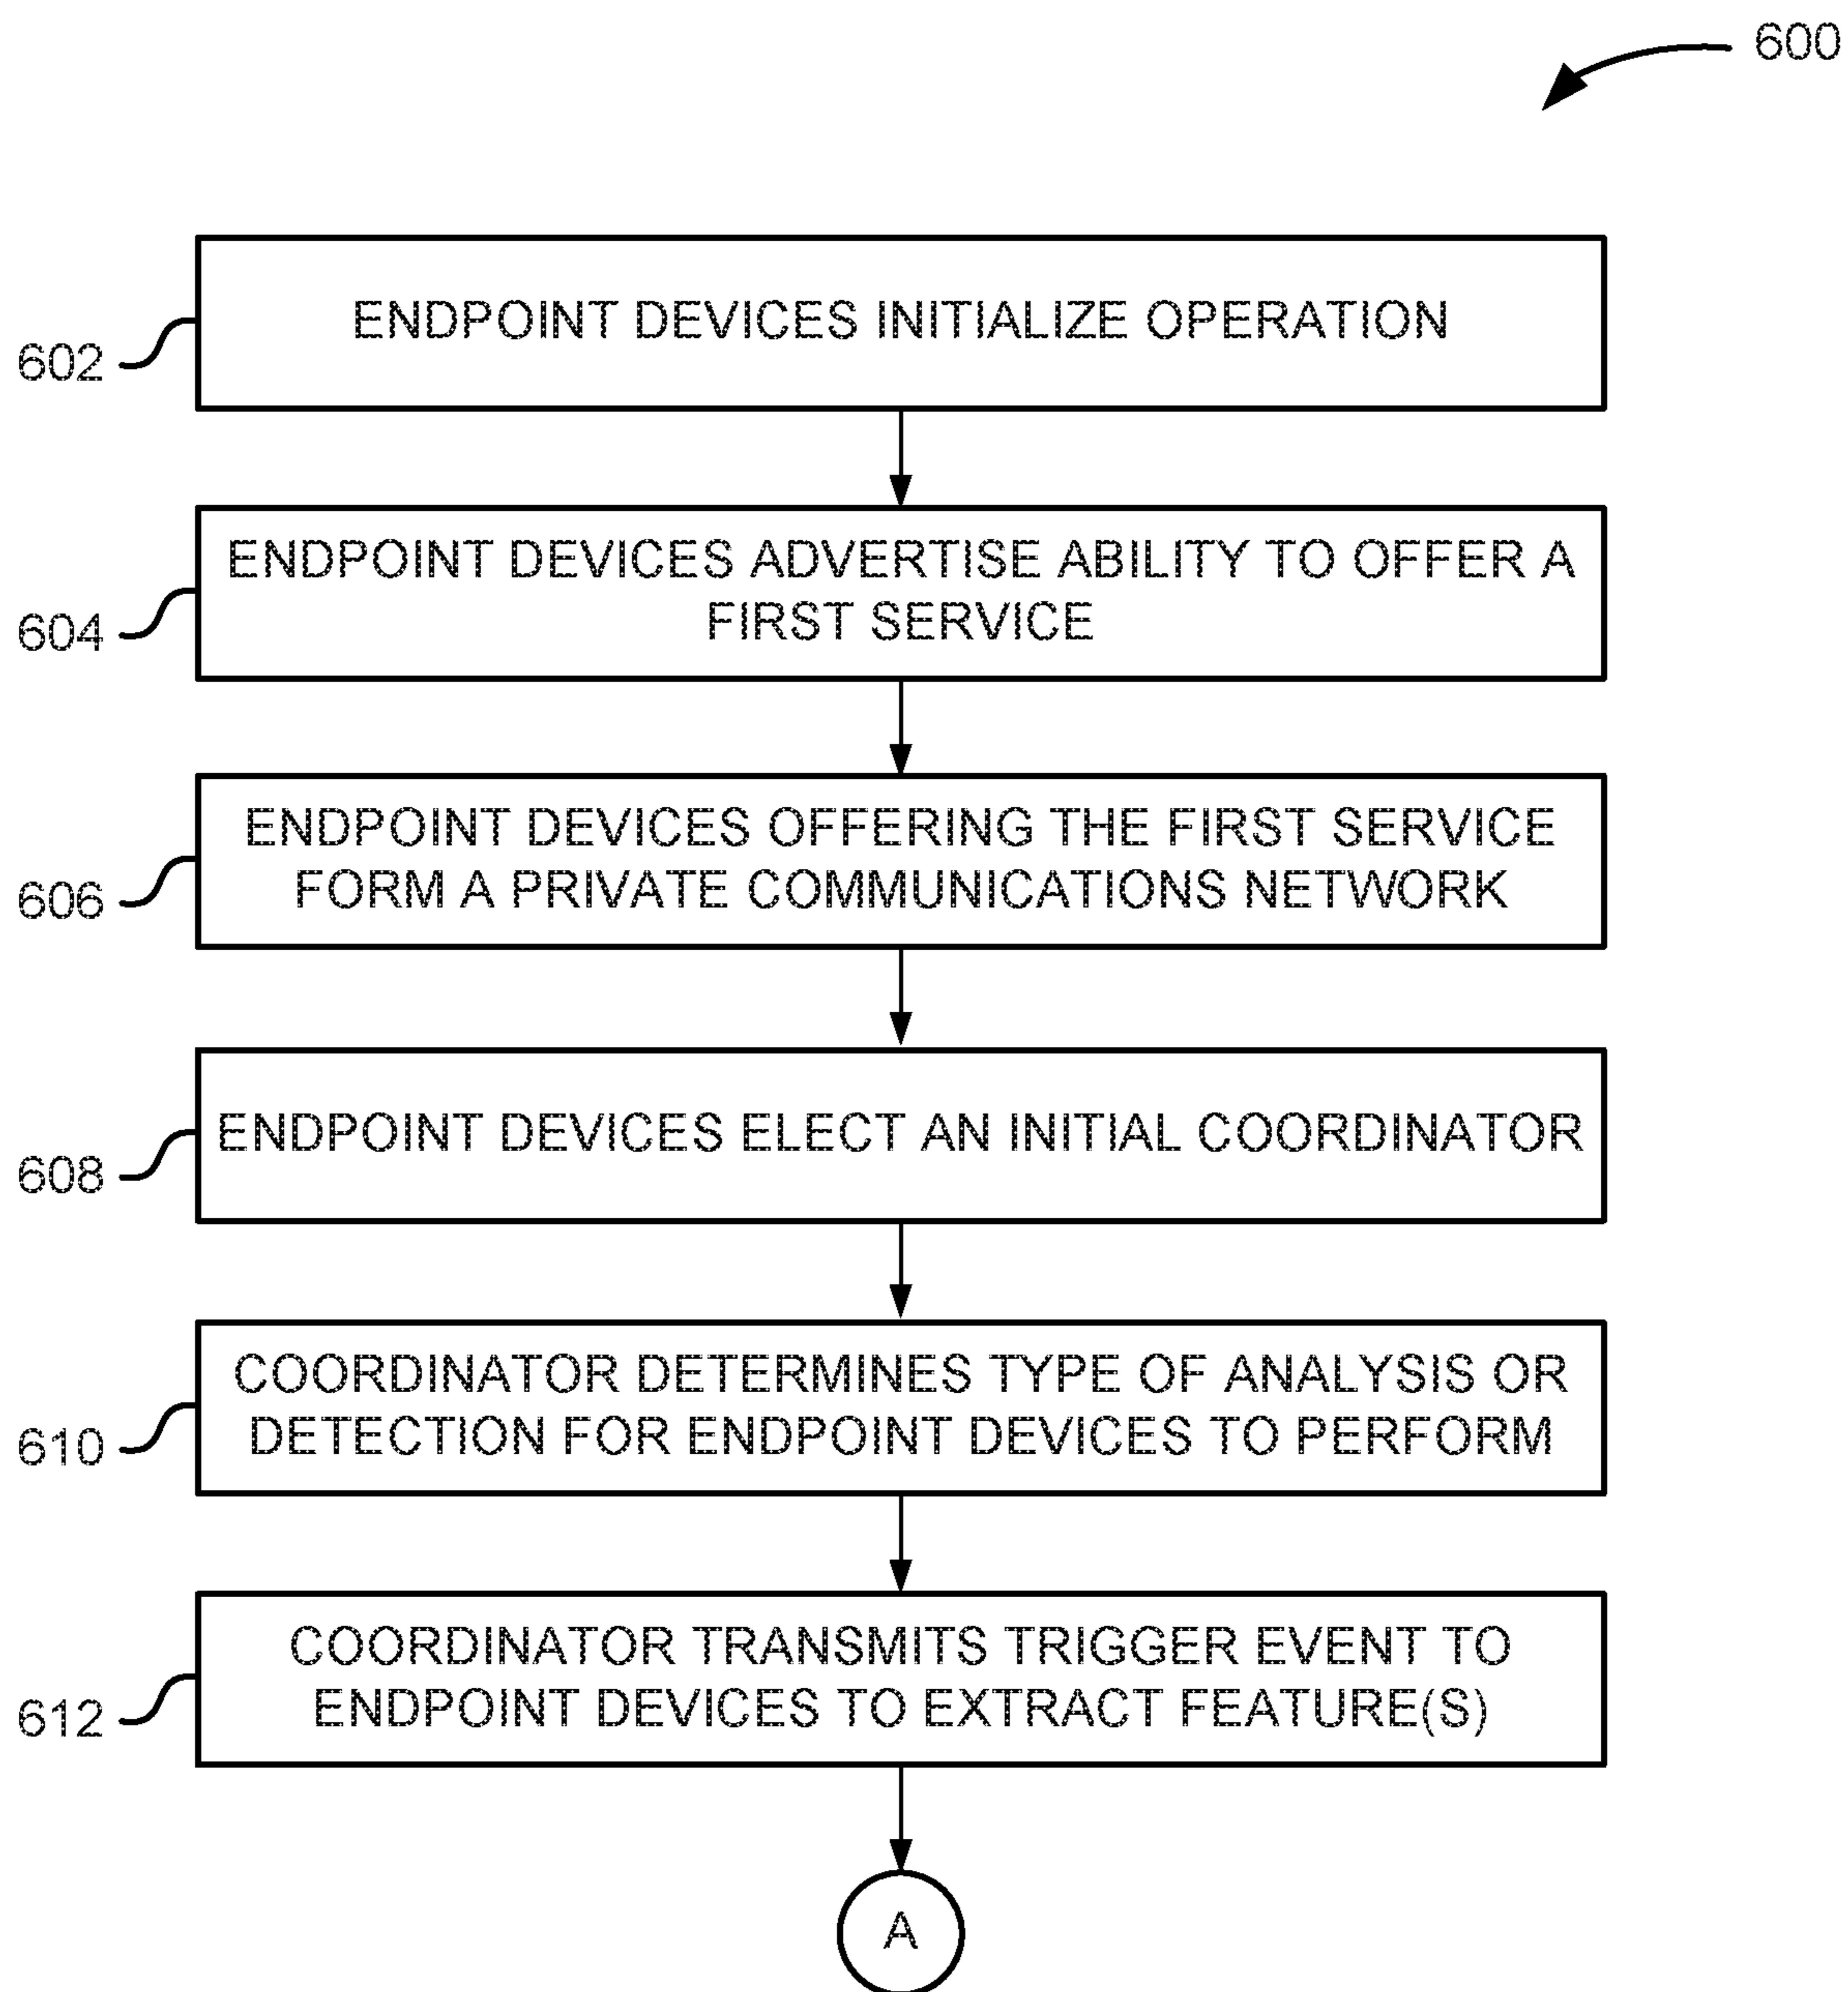 600
602
ENDPOINT DEVICES INITIALIZE OPERATION
604
ENDPOINT DEVICES ADVERTISE ABILITY TO OFFER A
FIRST SERVICE
606
ENDPOINT DEVICES OFFERING THE FIRST SERVICE
FORM A PRIVATE COMMUNICATIONS NETWORK
608
ENDPOINT DEVICES ELECT AN INITIAL COORDINATOR
610
COORDINATOR DETERMINES TYPE OF ANALYSIS OR
DETECTION FOR ENDPOINT DEVICES TO PERFORM
612
COORDINATOR TRANSMITS TRIGGER EVENT TO
ENDPOINT DEVICES TO EXTRACT FEATURE(S)
A